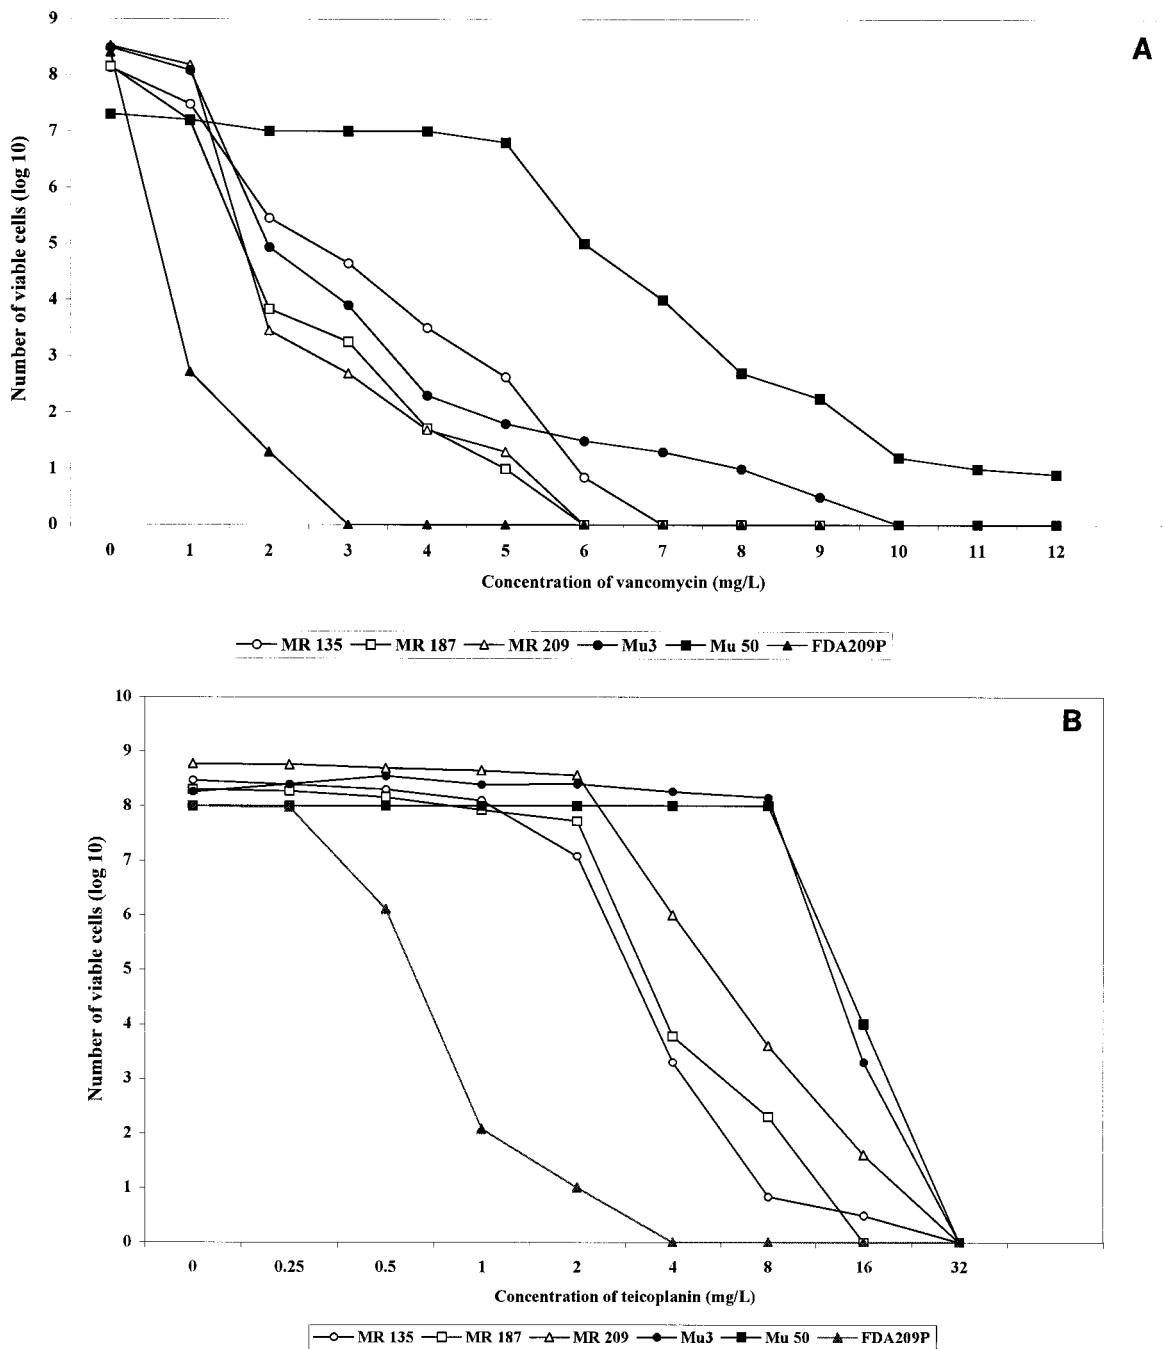 A
9
8
7
6
5
4
3
2
1
0
Number of viable cells (log 10)
0 1 2 3 4 5 6 7 8 9 10 11 12
Concentration of vancomycin (mg/L)
MR 135 MR 187 MR 209 Mu3 Mu 50 FDA209P
B
10
9
8
7
6
5
4
3
2
1
0
Number of viable cells (log 10)
0 0.25 0.5 1 2 4 8 16 32
Concentration of teicoplanin (mg/L)
MR 135 MR 187 MR 209 Mu3 Mu 50 FDA209P